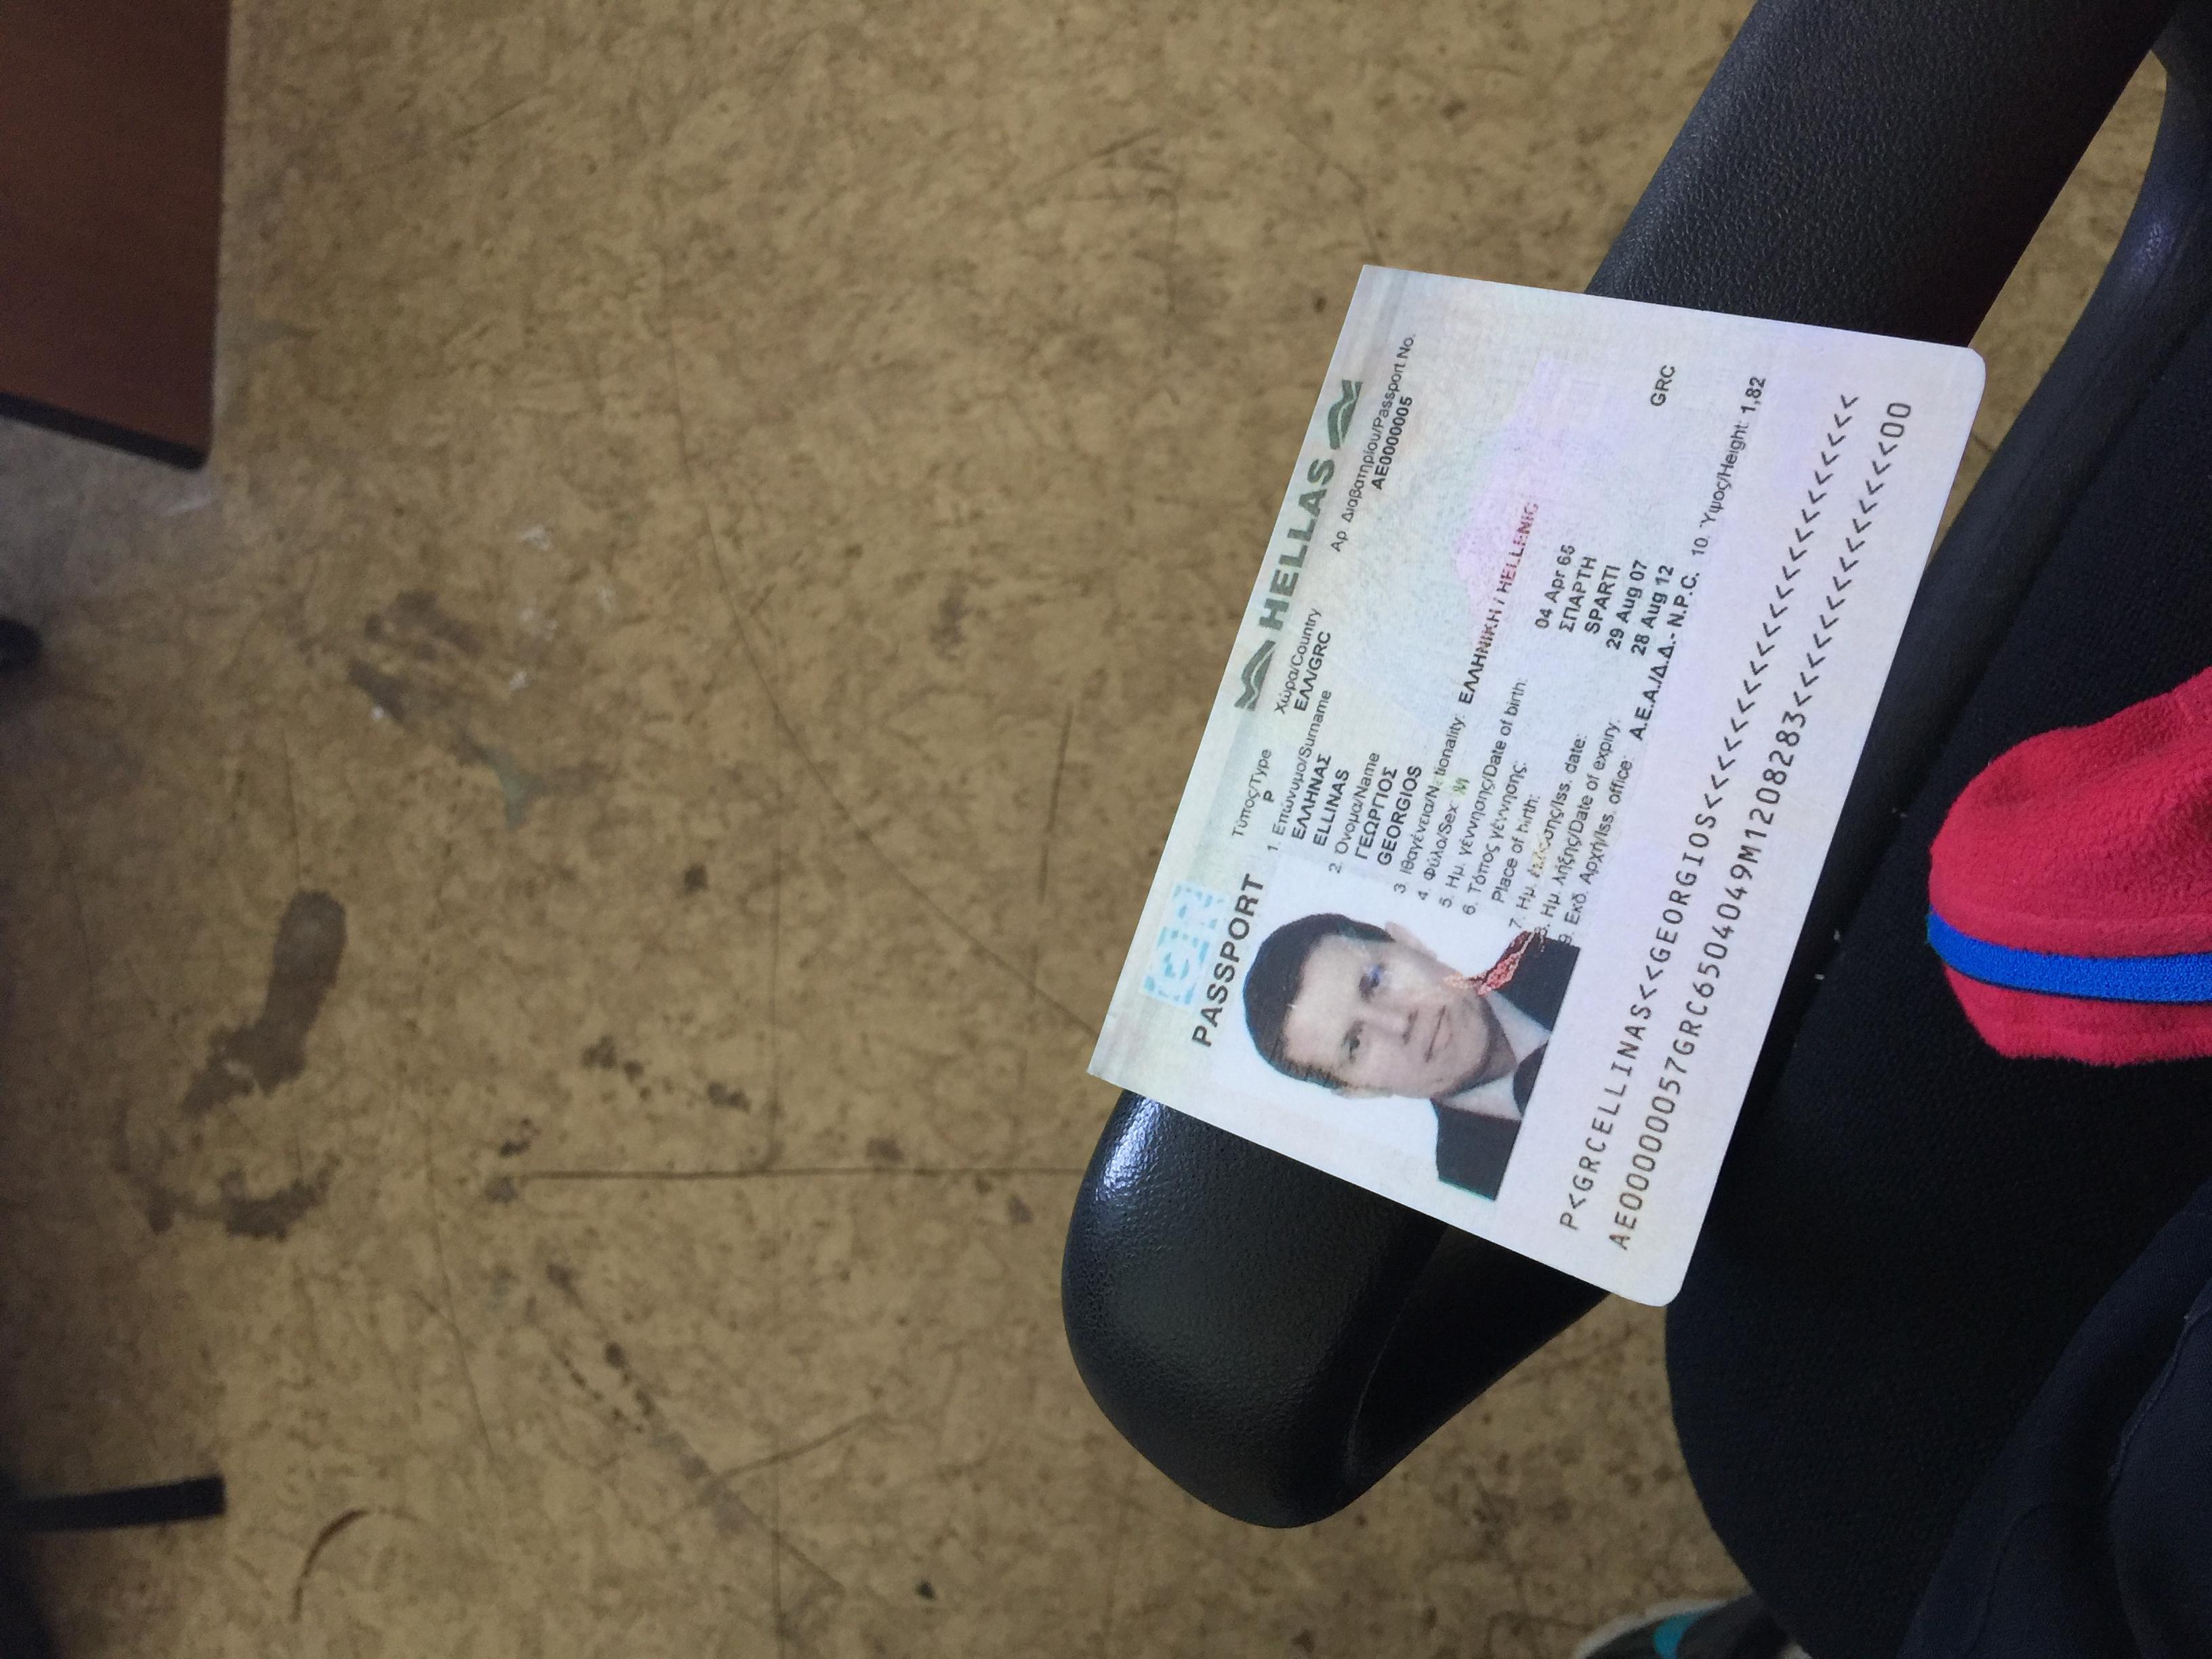 GR
PASSPORT
HELLAS
Τύπος/Type
P
Χώρα/Country
ΕΛΛ/GRC
Αρ. Διαβατηρίου/Passport No.
AE0000005
1. Επώνυμο/Surname
ΕΛΛΗΝΑΣ
ELLINAS
2. Όνομα/Name
ΓΕΩΡΓΙΟΣ
GEORGIOS
3. Ιθαγένεια/N tionality: ΕΛΛΗΝΙΚΗ / HELLENIC
4. Φύλο/Sex: M
5. Ημ. γέννησης/Date of birth: 04 Apr 65
6. Τόπος γέννησης: ΣΠΑΡΤΗ
Place of birth: SPARTI GRC
7. Ημ. έκδοσης/Iss. date: 29 Aug 07
8. Ημ. λήξης/Date of expiry: 28 Aug 12
9. Εκδ. Αρχή/Iss. office: Α.Ε.Α./Δ.Δ.- N.P.C. 10. Ύψος/Height: 1,82
P<GRCELLINAS<<GEORGIOS<<<<<<<<<<<<<<<<<<<<<<
AE00000057GRC6504049M1208283<<<<<<<<<<<<<<00